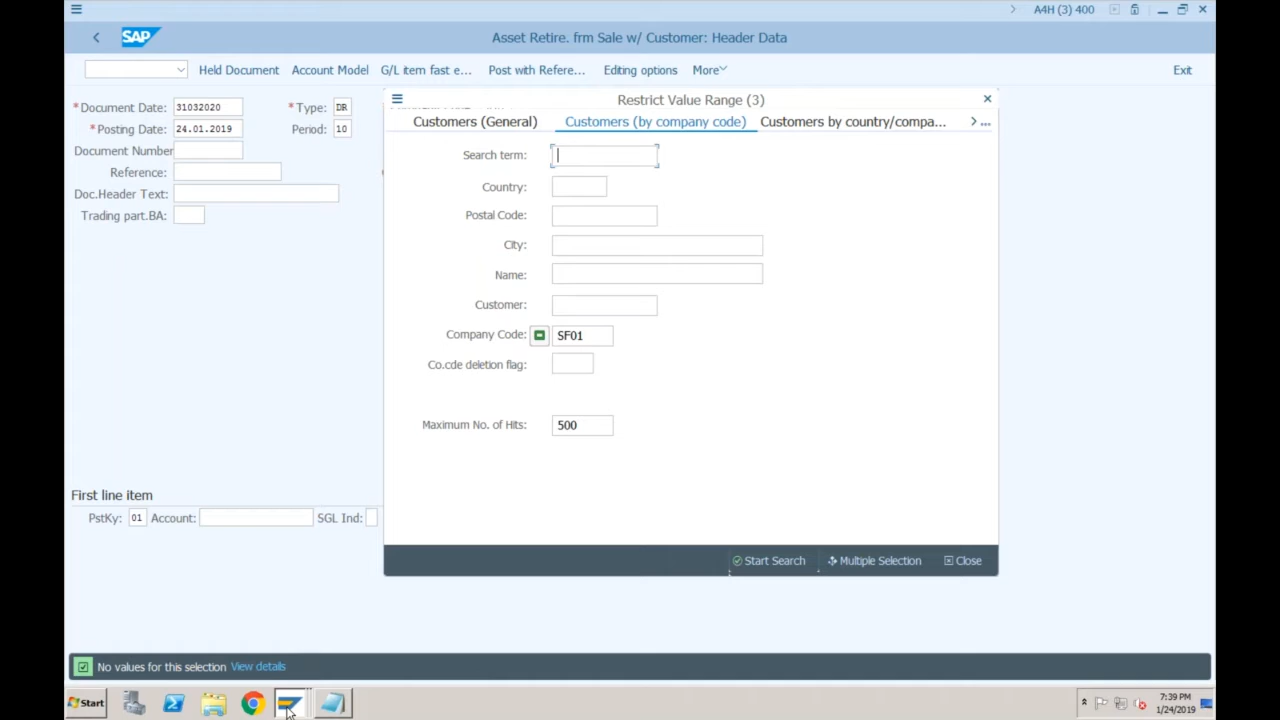 A4H (3) 400
SAP
Asset Retire. frm Sale w/ Customer: Header Data
Held Document Account Model G/L item fast e... Post with Refere... Editing options More Exit
*Document Date: 31032020 *Type: DR
*Posting Date: 24.01.2019 Period: 10
Document Number
Reference:
Doc.Header Text:
Trading part.BA:
Restrict Value Range (3)
Customers (General) Customers (by company code) Customers by country/compa... ...
Search term:
Country:
Postal Code:
City:
Name:
Customer:
Company Code: SF01
Co.cde deletion flag:
Maximum No. of Hits: 500
First line item
PstKy: 01 Account: SGL Ind:
Start Search Multiple Selection Close
No values for this selection View details
Start
7:39 PM
1/24/2019